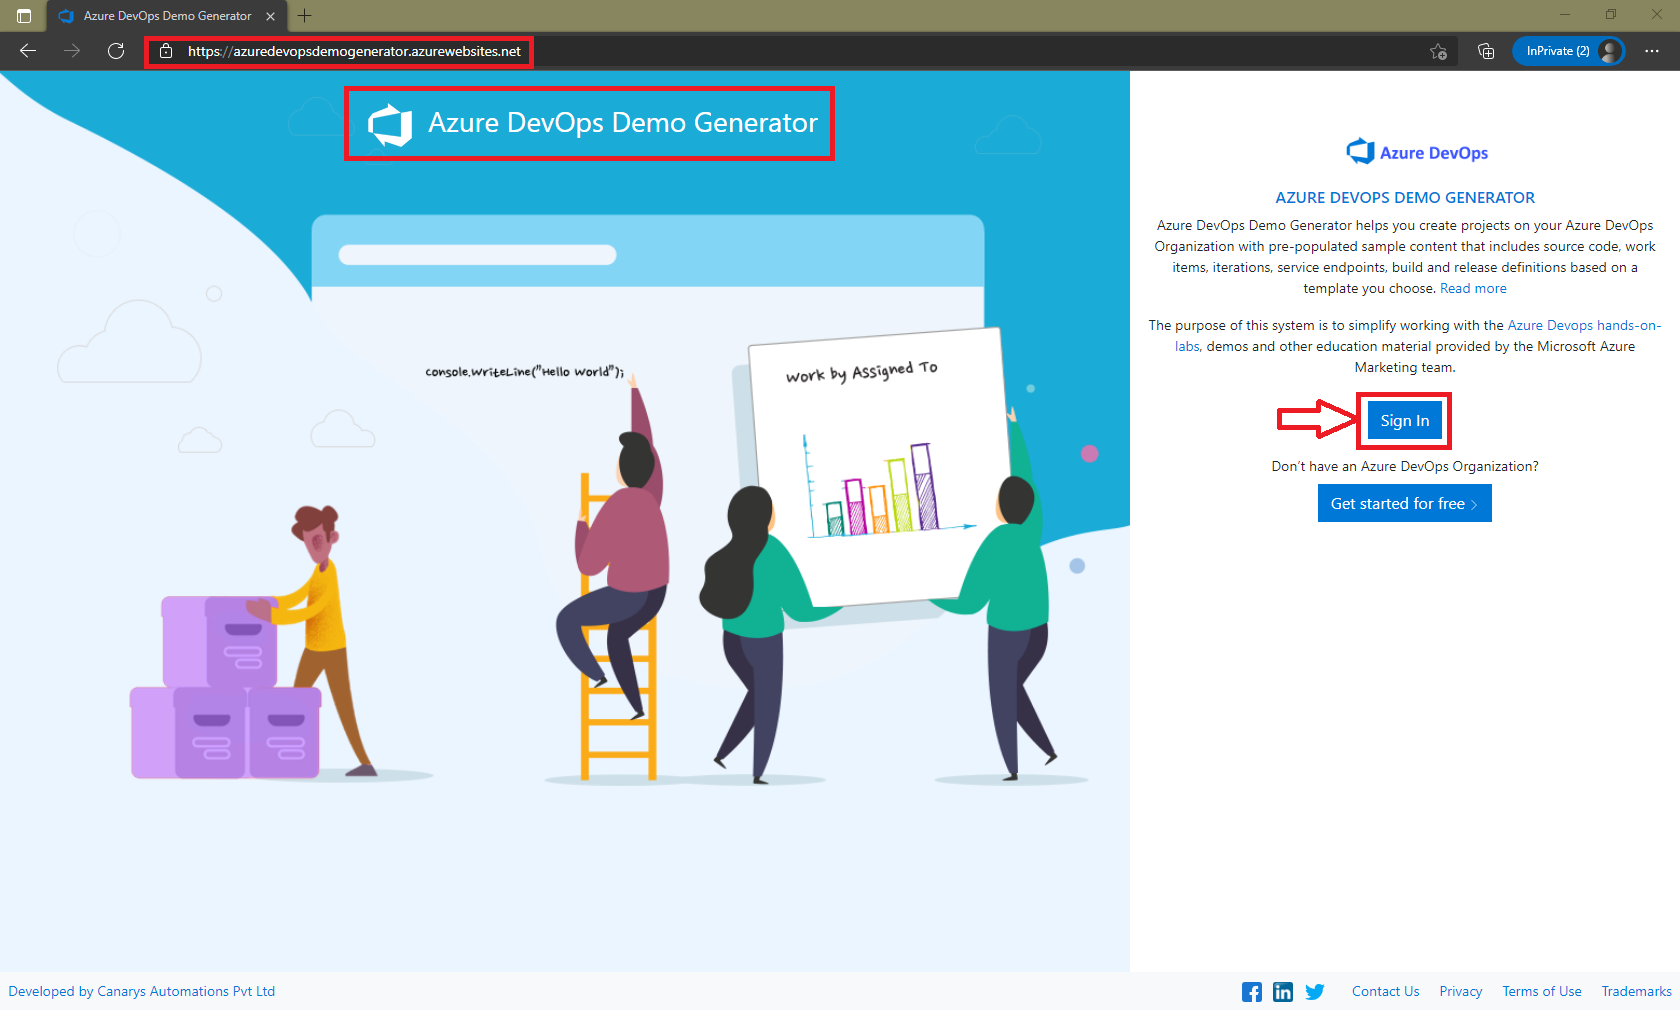 Azure DevOps Demo Generator
https://azuredevopsdemogenerator.azurewebsites.net
InPrivate (2)
Azure DevOps Demo Generator
console.WriteLine("Hello World");
Work by Assigned To
Azure DevOps
AZURE DEVOPS DEMO GENERATOR
Azure DevOps Demo Generator helps you create projects on your Azure DevOps
Organization with pre-populated sample content that includes source code, work
items, iterations, service endpoints, build and release definitions based on a
template you choose. Read more
The purpose of this system is to simplify working with the Azure Devops hands-on-
labs, demos and other education material provided by the Microsoft Azure
Marketing team.
Sign In
Don't have an Azure DevOps Organization?
Get started for free
Developed by Canarys Automations Pvt Ltd
Contact Us Privacy Terms of Use Trademarks